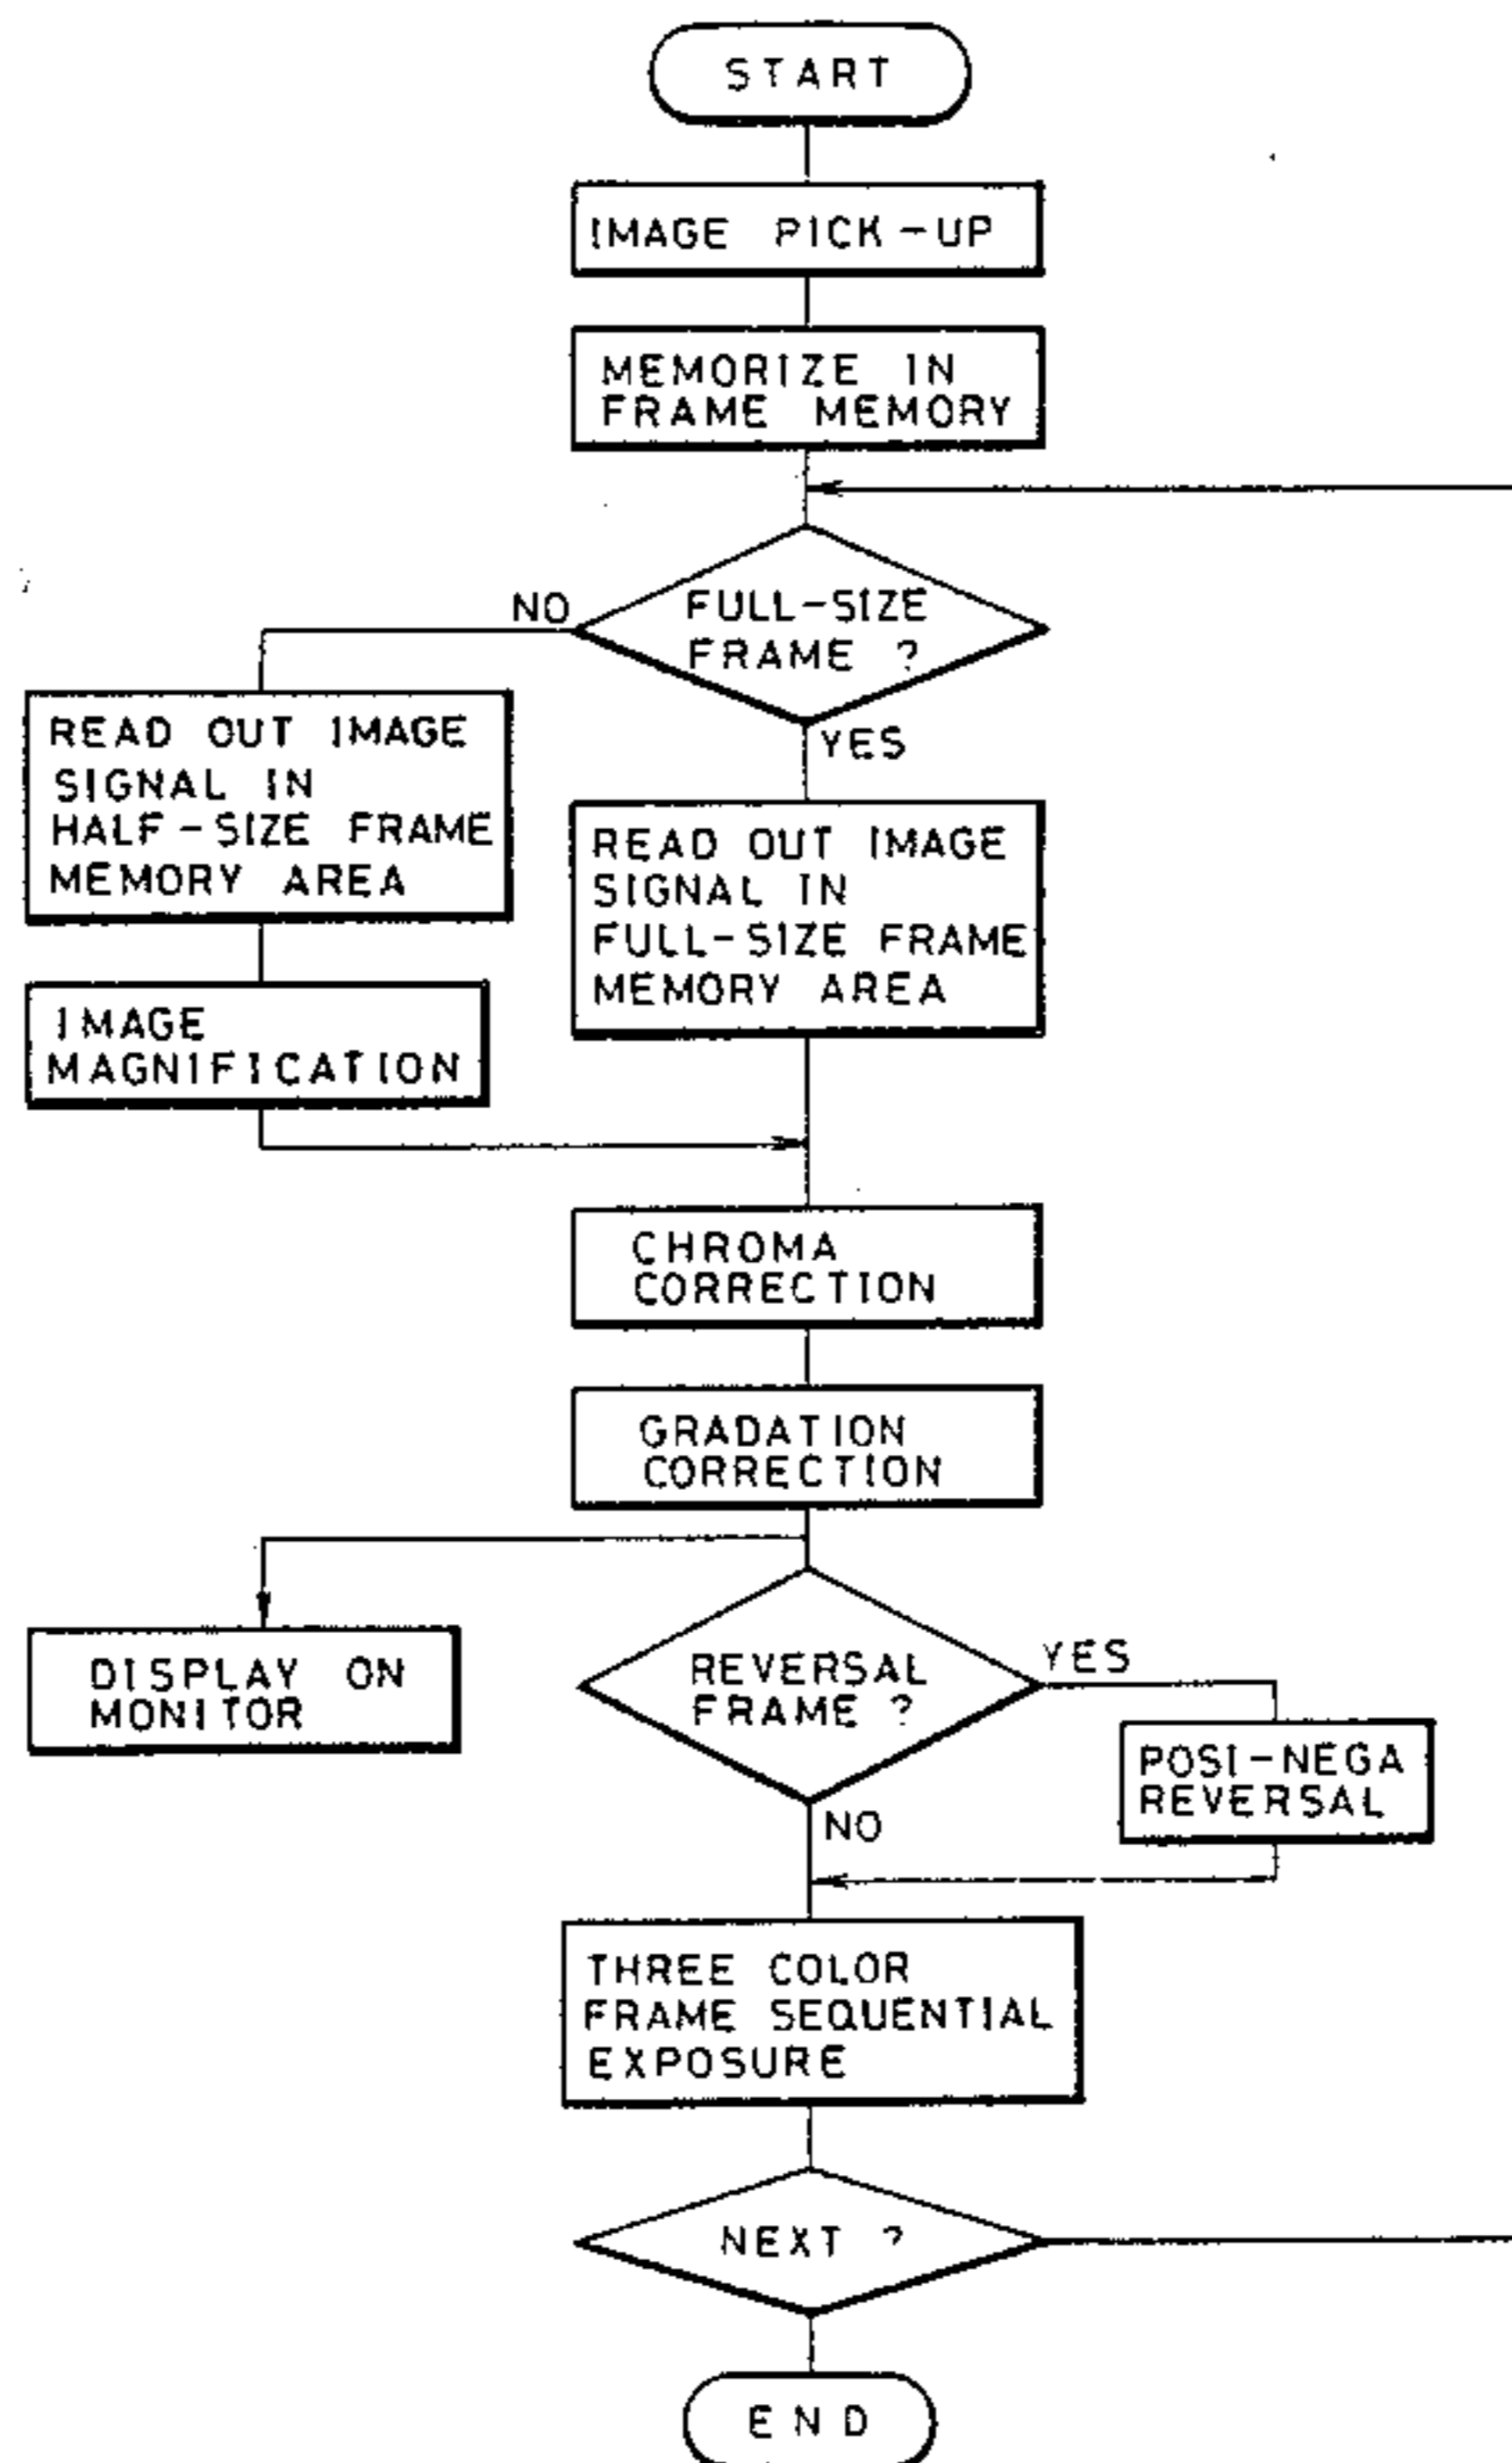 START
IMAGE PICK-UP
MEMORIZE IN
FRAME MEMORY
FULL-SIZE
FRAME ?
NO
YES
READ OUT IMAGE
SIGNAL IN
HALF-SIZE FRAME
MEMORY AREA
READ OUT IMAGE
SIGNAL IN
FULL-SIZE FRAME
MEMORY AREA
IMAGE
MAGNIFICATION
CHROMA
CORRECTION
GRADATION
CORRECTION
DISPLAY ON
MONITOR
REVERSAL
FRAME ?
YES
NO
POSI-NEGA
REVERSAL
THREE COLOR
FRAME SEQUENTIAL
EXPOSURE
NEXT ?
END